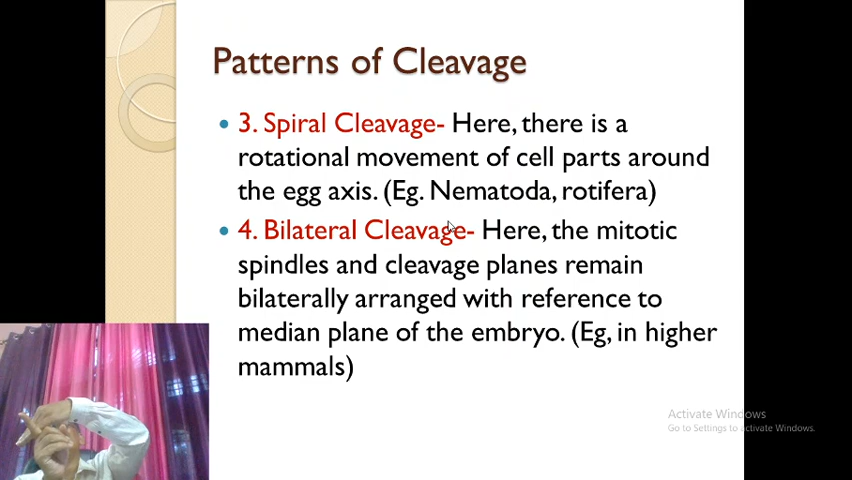 Patterns of Cleavage
3. Spiral Cleavage- Here, there is a
rotational movement of cell parts around
the egg axis. (Eg. Nematoda, rotifera)
4. Bilateral Cleavage- Here, the mitotic
spindles and cleavage planes remain
bilaterally arranged with reference to
median plane of the embryo. (Eg, in higher
mammals)
Activate Windows
Go to Settings to activate Windows.